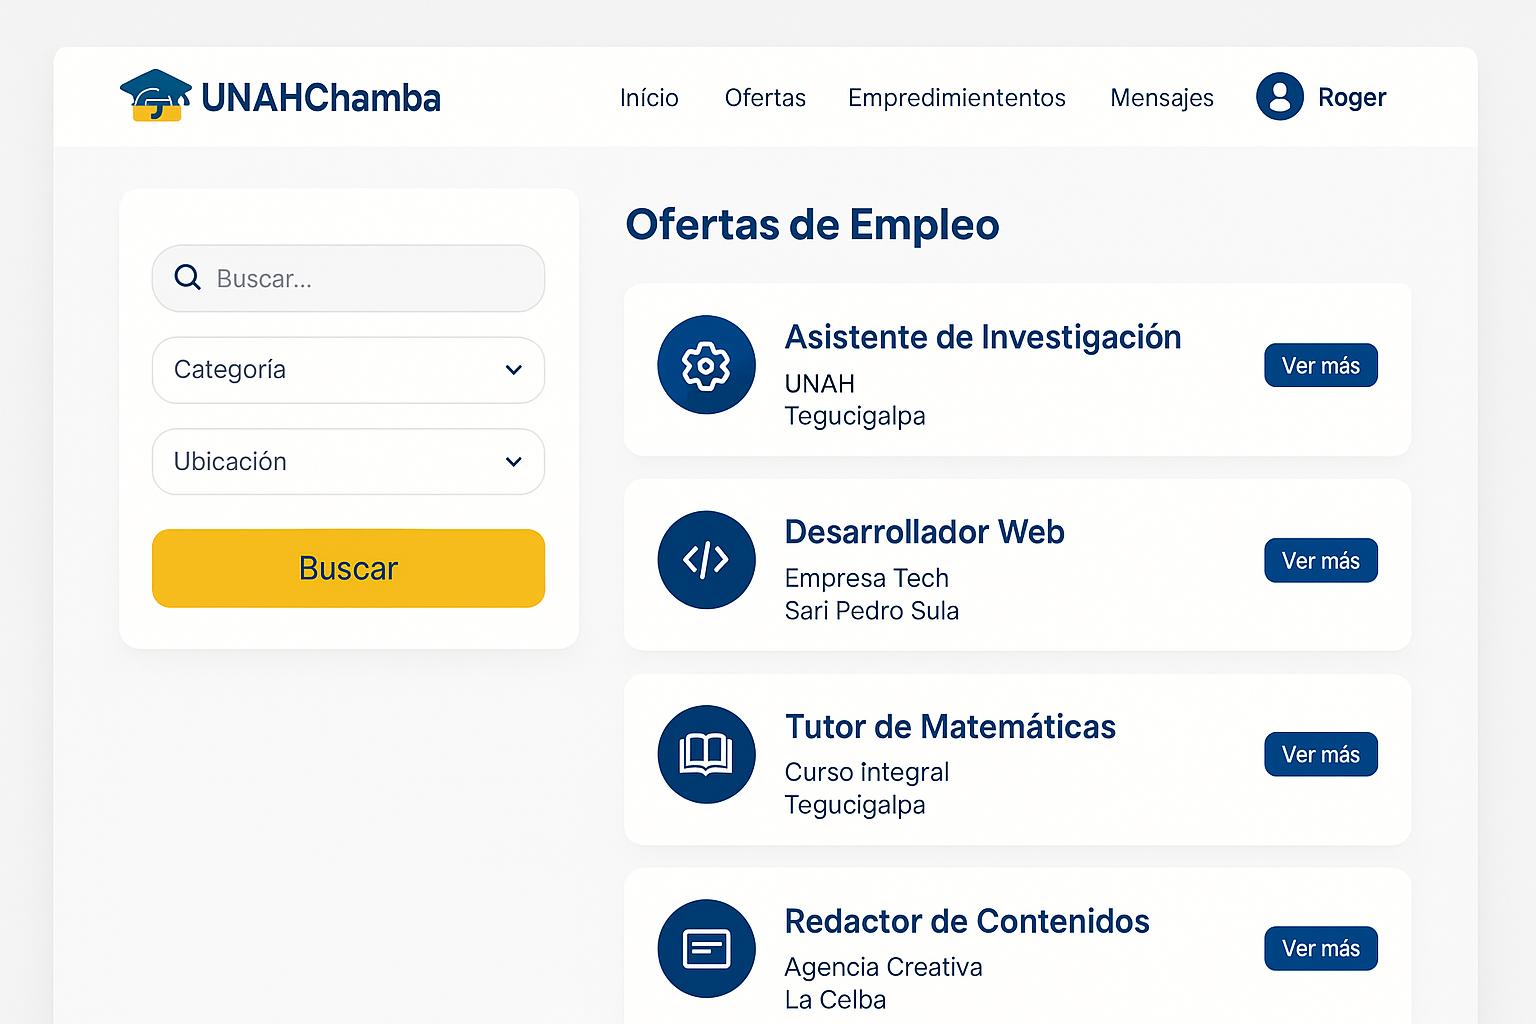 UNAHChamba
Início
Ofertas
Empredimiententos
Mensajes
Roger
Buscar...
Categoría
Ubicación
Buscar
Ofertas de Empleo
Asistente de Investigación
UNAH
Tegucigalpa
Ver más
Desarrollador Web
Empresa Tech
Sari Pedro Sula
Ver más
Tutor de Matemáticas
Curso integral
Tegucigalpa
Ver más
Redactor de Contenidos
Agencia Creativa
La Celba
Ver más